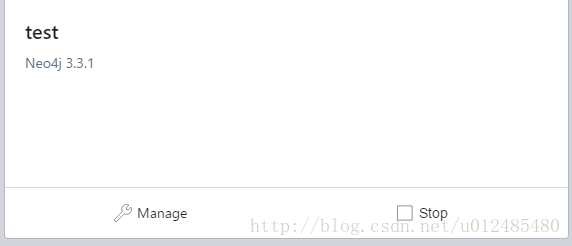 test
Neo4j 3.3.1
Manage
Stop
http://blog.csdn.net/u012485480